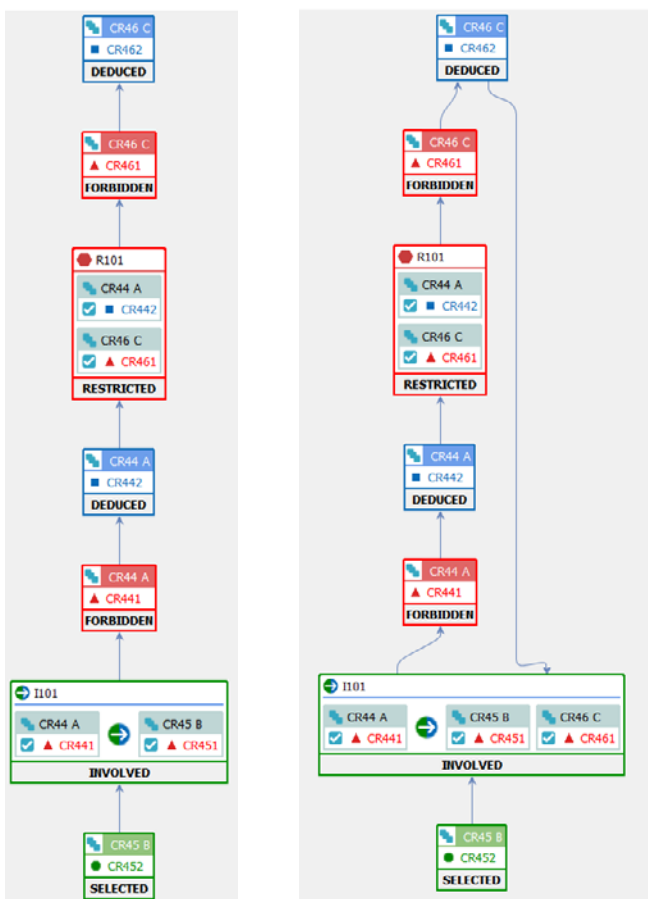 CR46 C
CR462
DEDUCED
CR46 C
CR461
FORBIDDEN
R101
CR44 A
CR442
CR46 C
CR461
RESTRICTED
CR44 A
CR442
DEDUCED
CR44 A
CR441
FORBIDDEN
I101
CR44 A CR45 B
CR441 CR451
INVOLVED
CR45 B
CR452
SELECTED
CR46 C
CR462
DEDUCED
CR46 C
CR461
FORBIDDEN
R101
CR44 A
CR442
CR46 C
CR461
RESTRICTED
CR44 A
CR442
DEDUCED
CR44 A
CR441
FORBIDDEN
I101
CR44 A CR45 B CR46 C
CR441 CR451 CR461
INVOLVED
CR45 B
CR452
SELECTED